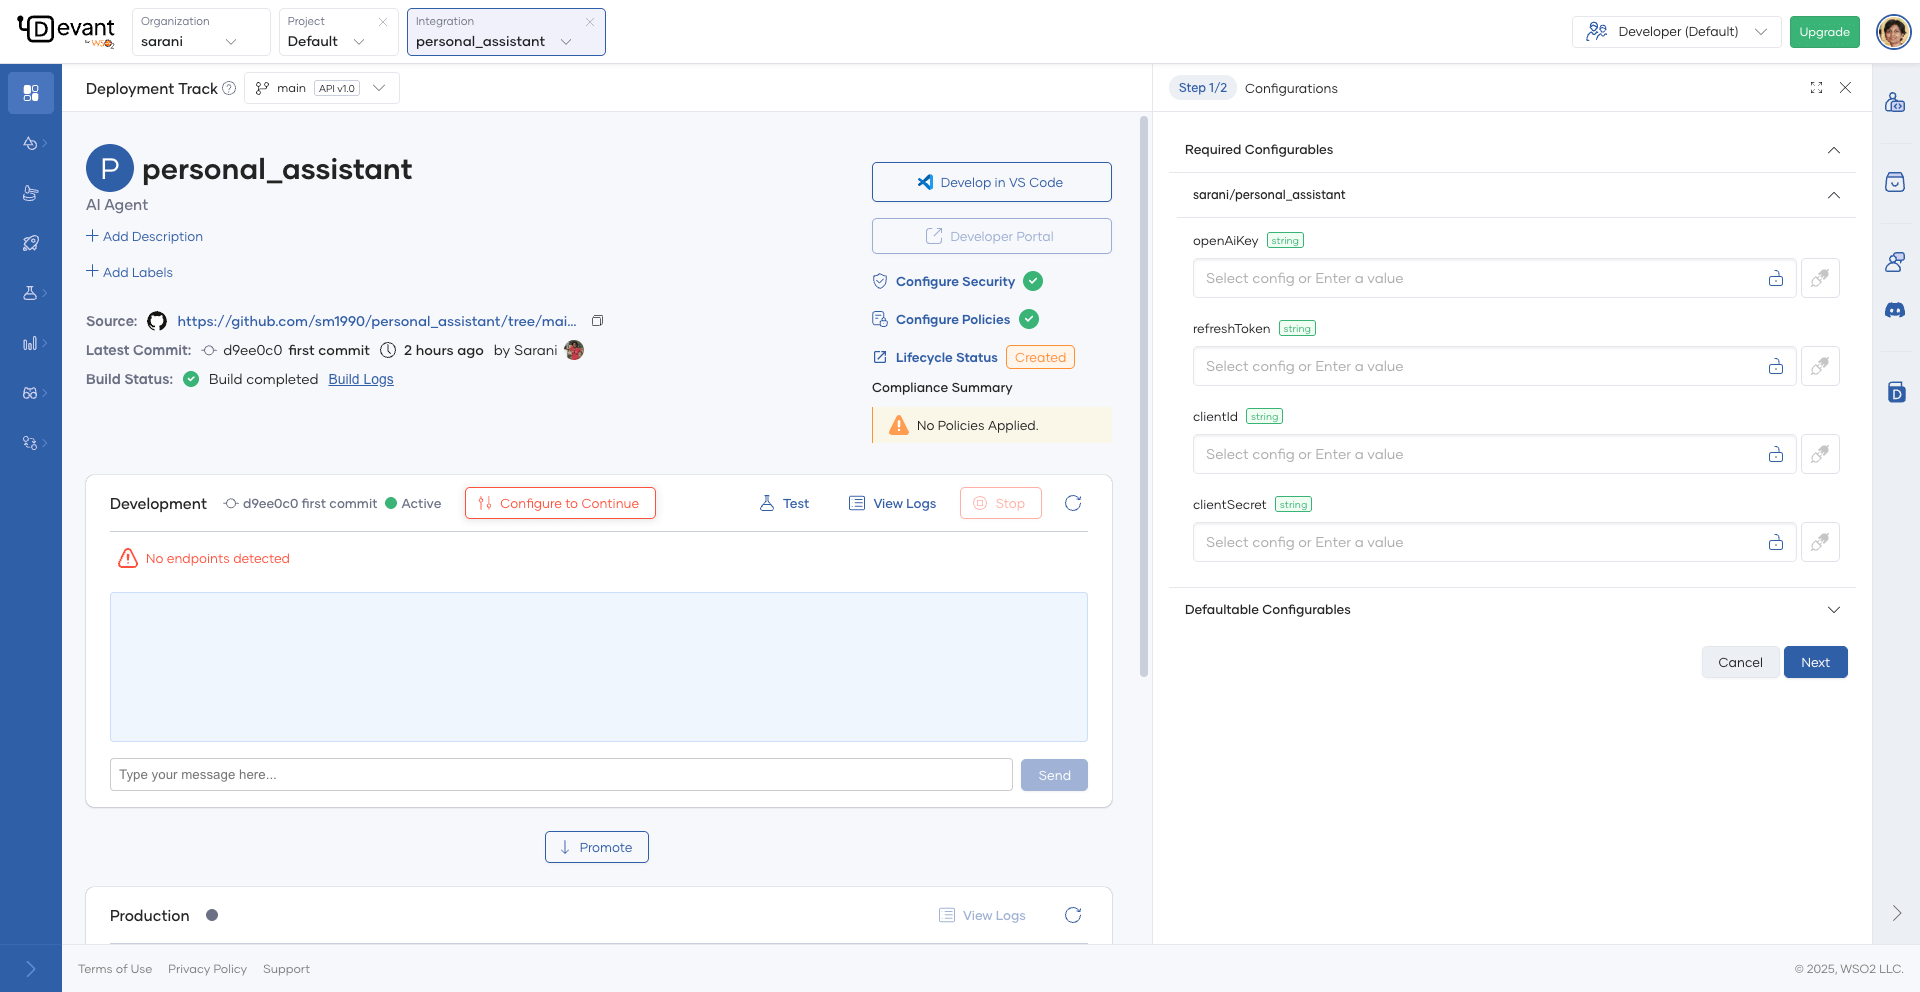 Devant
by WSO2
Organization
sarani
Project
Default
Integration
personal_assistant
Developer (Default)
Upgrade
Deployment Track
main
API v1.0
P
personal_assistant
AI Agent
Add Description
Add Labels
Source:
https://github.com/sm1990/personal_assistant/tree/mai...
Latest Commit:
d9ee0c0 first commit
2 hours ago by Sarani
Build Status:
Build completed
Build Logs
Develop in VS Code
Developer Portal
Configure Security
Configure Policies
Lifecycle Status
Created
Compliance Summary
No Policies Applied.
Development
d9ee0c0 first commit
Active
Configure to Continue
Test
View Logs
Stop
No endpoints detected
Type your message here...
Send
Promote
Production
View Logs
Step 1/2
Configurations
Required Configurables
sarani/personal_assistant
openAiKey
string
Select config or Enter a value
refreshToken
string
Select config or Enter a value
clientId
string
Select config or Enter a value
clientSecret
string
Select config or Enter a value
Defaultable Configurables
Cancel
Next
D
Terms of Use
Privacy Policy
Support
© 2025, WSO2 LLC.